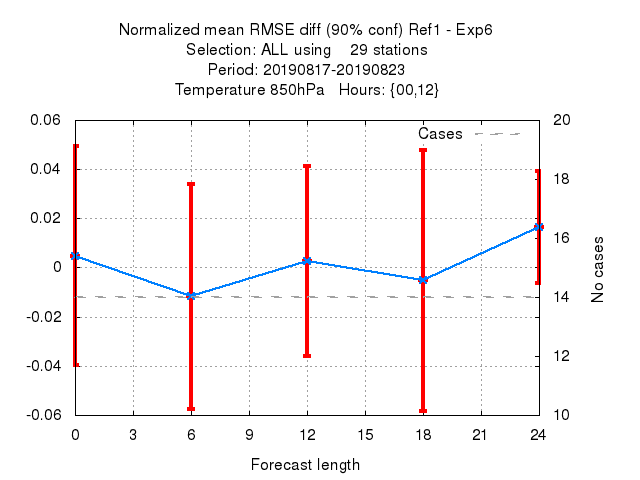 Normalized mean RMSE diff (90% conf) Ref1 - Exp6
Selection: ALL using    29 stations
Period: 20190817-20190823
Temperature 850hPa   Hours: {00,12}
Cases
0.06
0.04
0.02
0
-0.02
-0.04
-0.06
20
18
16
14
12
10
No cases
0 3 6 9 12 15 18 21 24
Forecast length